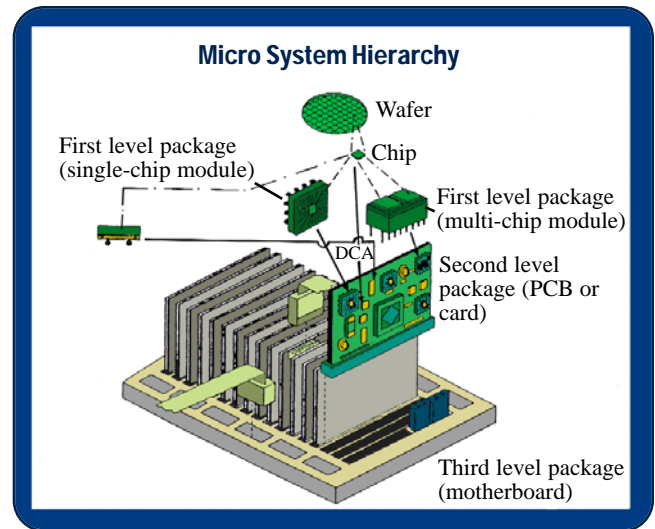 Micro System Hierarchy
Wafer
First level package
(single-chip module)
Chip
First level package
(multi-chip module)
DCA
Second level
package (PCB or
card)
Third level package
(motherboard)